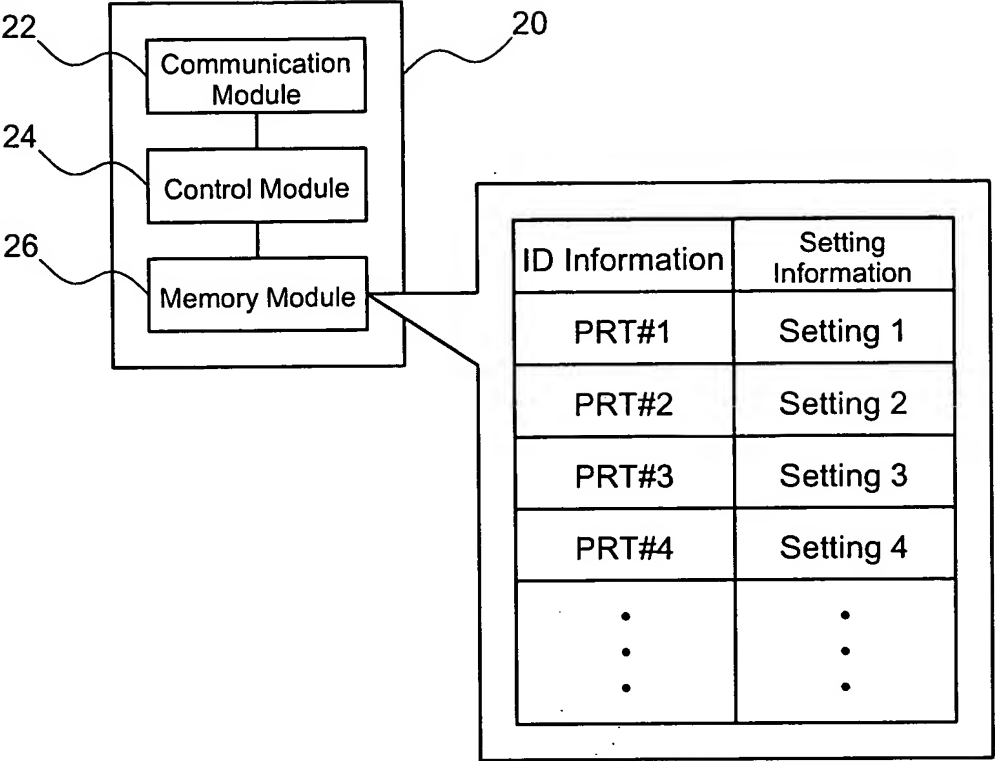 22
20
Communication
Module
24
Control Module
26
Memory Module
ID Information
Setting
Information
PRT#1
Setting 1
PRT#2
Setting 2
PRT#3
Setting 3
PRT#4
Setting 4